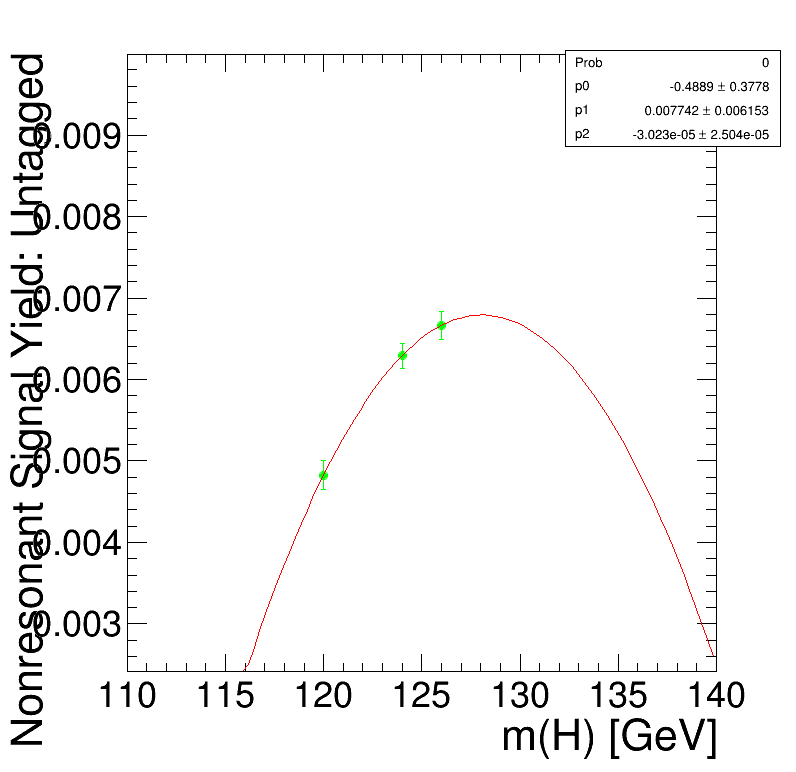 Prob 0
p0 -0.4889 ± 0.3778
p1 0.007742 ± 0.006153
p2 -3.023e-05 ± 2.504e-05
Nonresonant Signal Yield: Untagged
0.009
0.008
0.007
0.006
0.005
0.004
0.003
110 115 120 125 130 135 140
m(H) [GeV]